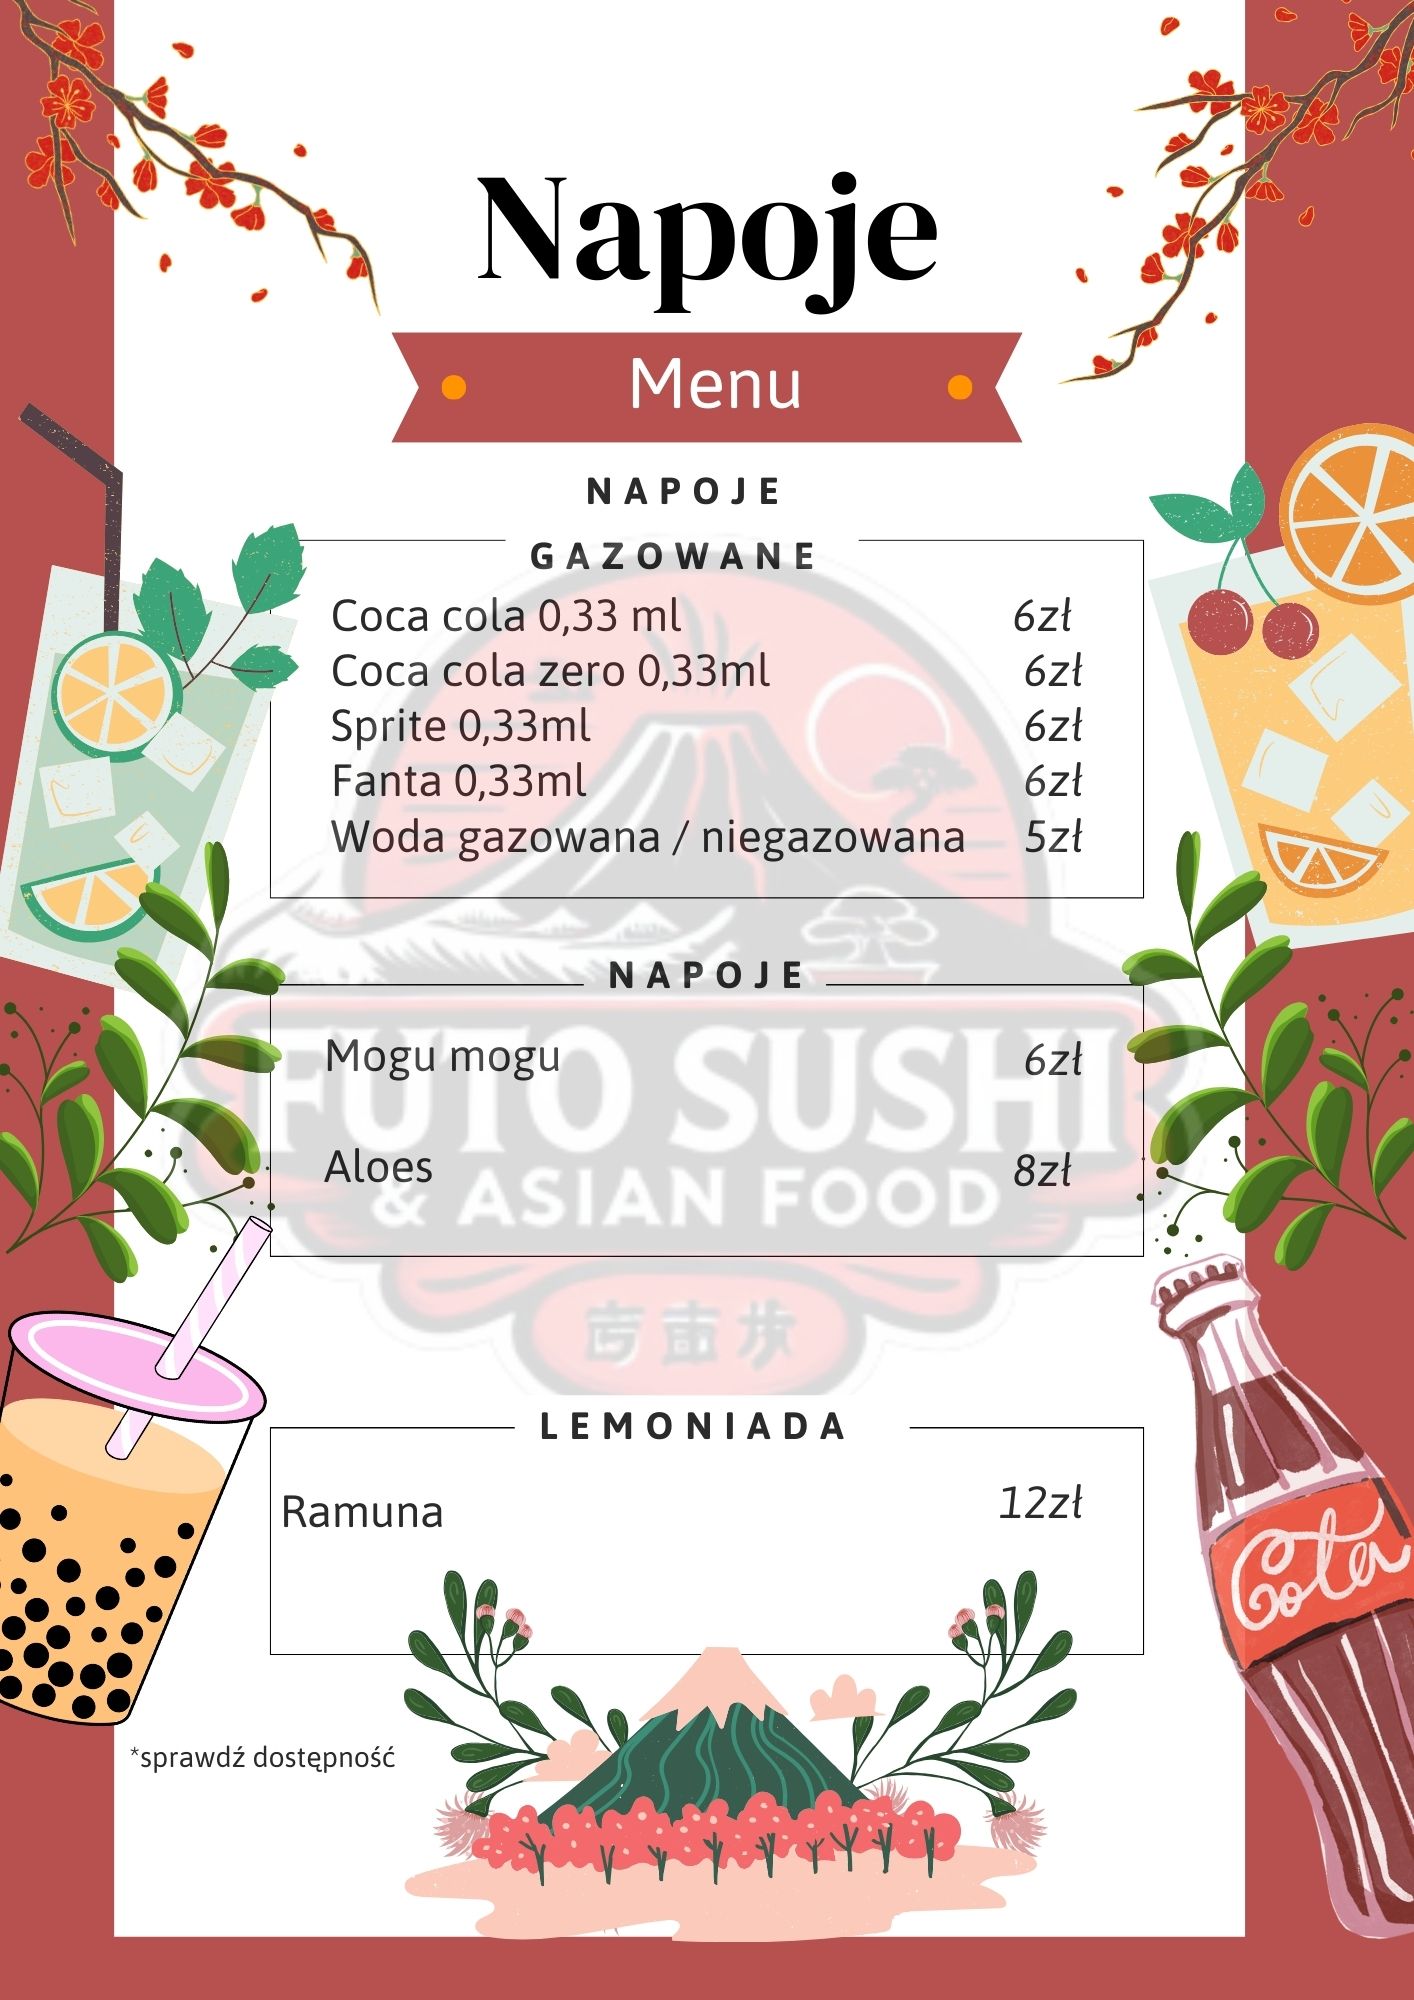 Napoje
Menu
NAPOJE
GAZOWANE
Coca cola 0,33 ml 6zł
Coca cola zero 0,33ml 6zł
Sprite 0,33ml 6zł
Fanta 0,33ml 6zł
Woda gazowana / niegazowana 5zł
NAPOJE
FUTO SUSHI
Mogu mogu 6zł
& ASIAN FOOD
Aloes 8zł
LEMONIADA
Ramuna 12zł
Cola
*sprawdź dostępność